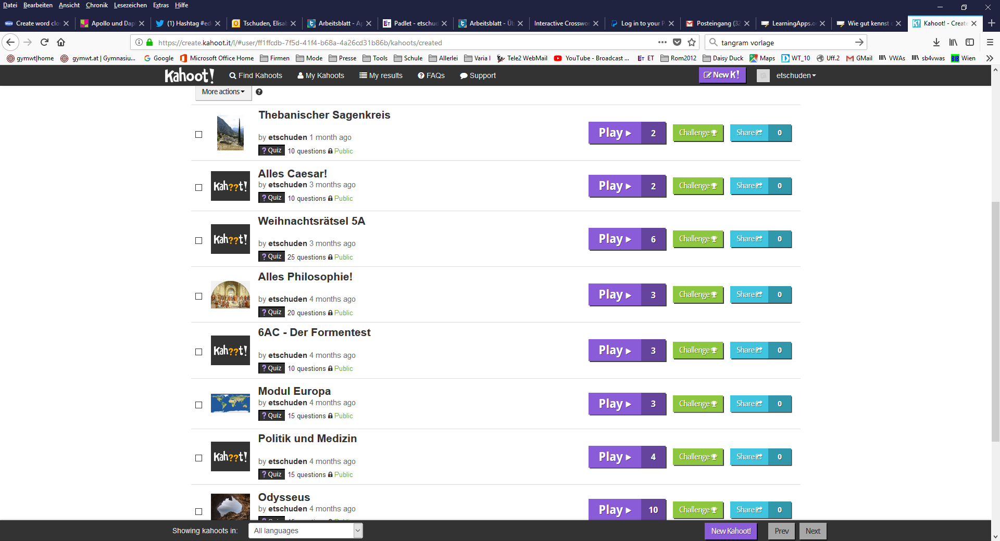 Datei Bearbeiten Ansicht Chronik Lesezeichen Extras Hilfe
Create word clo Apollo und Dap (1) Hashtag #ed Tschuden, Elisa Arbeitsblatt - Ap Padlet - etschud Arbeitsblatt - Üb Interactive Crosswor Log in to your P Posteingang (32 LearningApps.o Wie gut kennst d Kahoot! - Create
https://create.kahoot.it/l/#user/ff1ffcdb-7f5d-41f4-b68a-4a26cd31b86b/kahoots/created tangram vorlage
gymwt|home gymwt.at | Gymnasiu... Google Microsoft Office Home Firmen Mode Presse Tools Schule Allerlei Varia I Tele2 WebMail YouTube - Broadcast ... ET Rom2012 Daisy Duck Maps WT_10 Uff.2 GMail VWAs sb4vwas Wien
Kahoot! Find Kahoots My Kahoots My results FAQs Support New K! etschuden
More actions
Thebanischer Sagenkreis
by etschuden 1 month ago
Play 2 Challenge Share 0
Quiz 10 questions Public
Alles Caesar!
by etschuden 3 months ago
Play 2 Challenge Share 0
Kah??t!
Quiz 10 questions Public
Weihnachtsrätsel 5A
by etschuden 3 months ago
Play 6 Challenge Share 0
Kah??t!
Quiz 25 questions Public
Alles Philosophie!
by etschuden 4 months ago
Play 3 Challenge Share 0
Quiz 20 questions Public
6AC - Der Formentest
by etschuden 4 months ago
Play 3 Challenge Share 0
Kah??t!
Quiz 10 questions Public
Modul Europa
by etschuden 4 months ago
Play 3 Challenge Share 0
Quiz 15 questions Public
Politik und Medizin
by etschuden 4 months ago
Play 4 Challenge Share 0
Kah??t!
Quiz 15 questions Public
Odysseus
by etschuden 4 months ago
Play 10 Challenge Share 0
Showing kahoots in: All languages New Kahoot! Prev Next